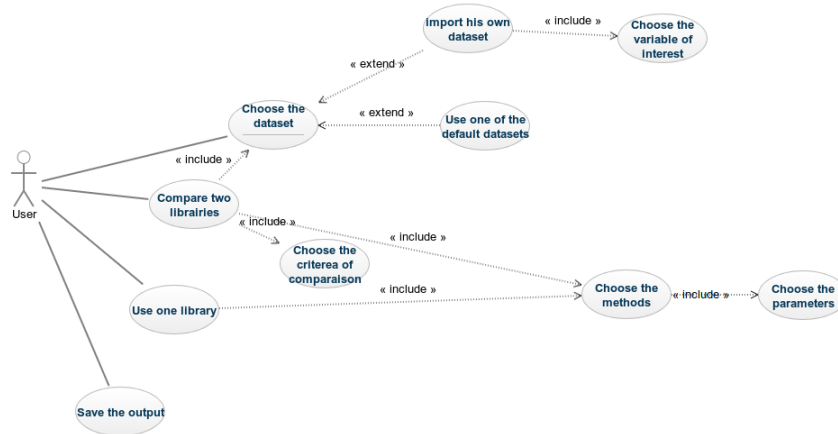 Import his own
dataset
« include »
Choose the
variable of
interest
« extend »
Choose the
dataset
« extend »
Use one of the
default datasets
« include »
User
Compare two
librairies
« include »
« include »
Choose the
criterea of
comparaison
« include »
Use one library
Choose the
methods
« include »
Choose the
parameters
Save the output